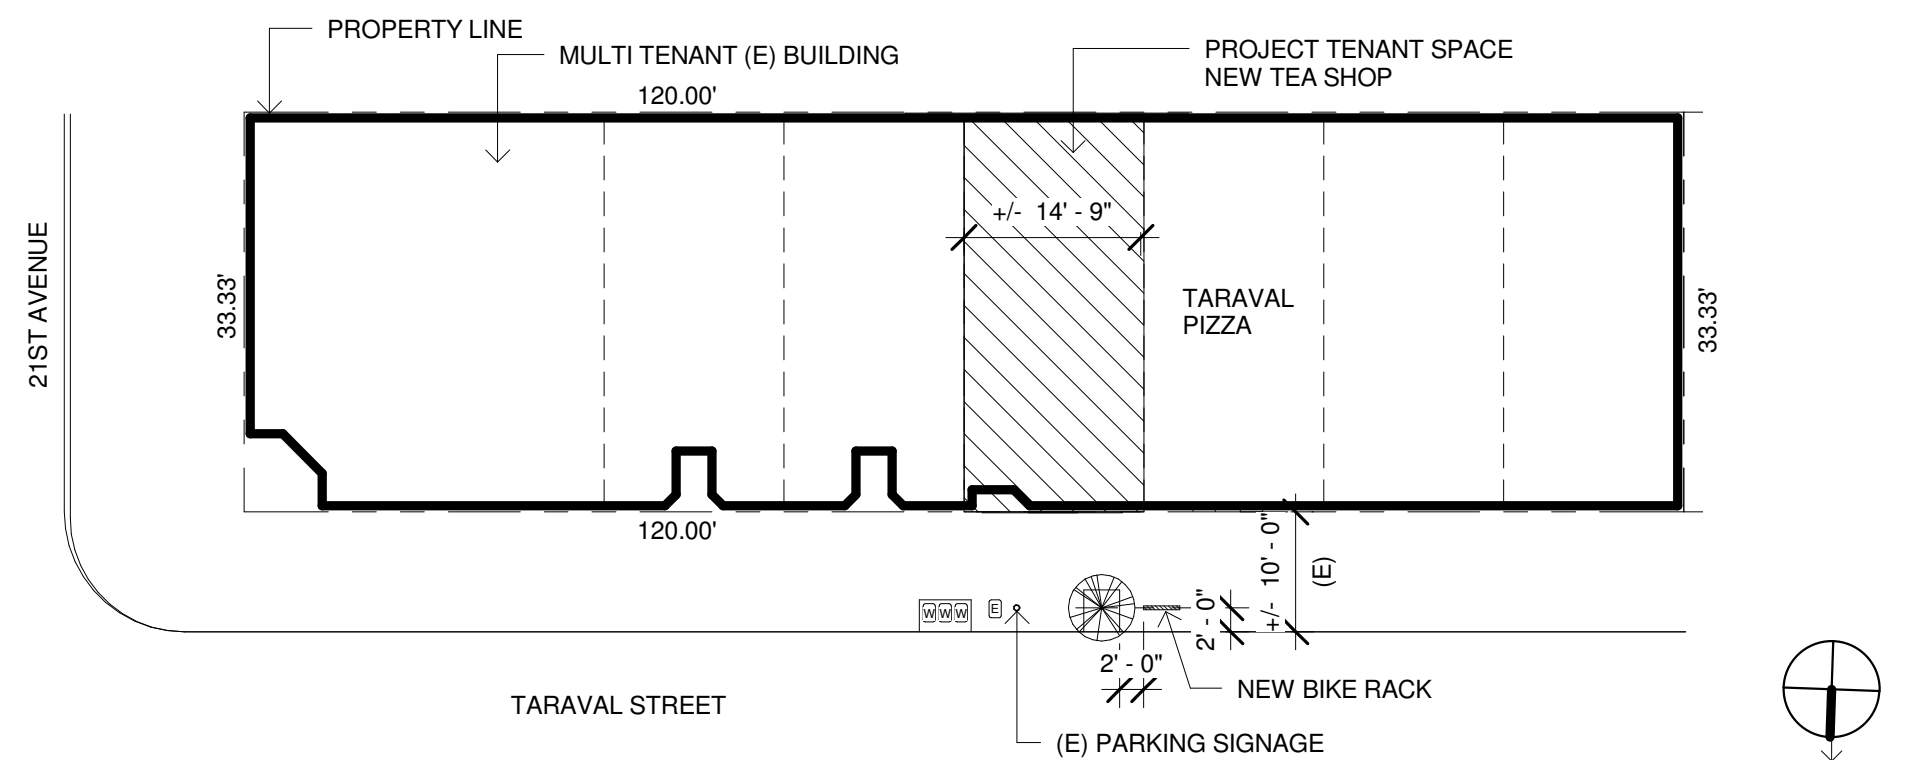 PROPERTY LINE
MULTI TENANT (E) BUILDING
PROJECT TENANT SPACE
NEW TEA SHOP
120.00'
+/-  14' - 9"
21ST AVENUE
33.33'
TARAVAL
PIZZA
33.33'
120.00'
+/-  10' - 0"
(E)
W W W
E
2' - 0"
2' - 0"
NEW BIKE RACK
TARAVAL STREET
(E) PARKING SIGNAGE